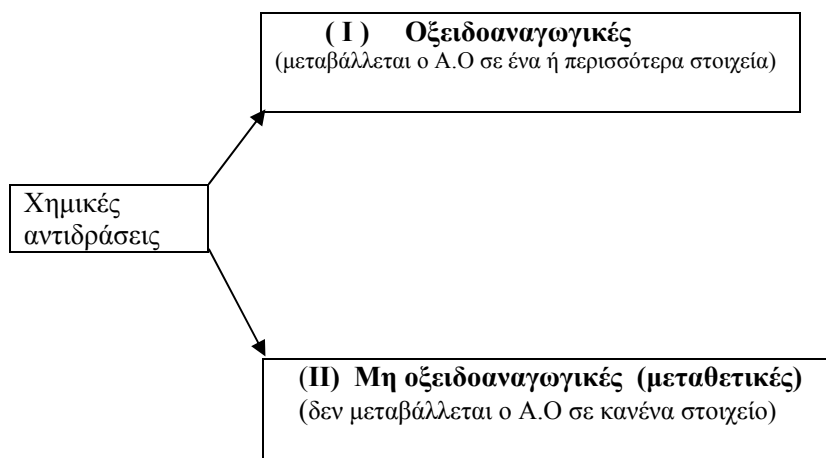 ( I ) Οξειδοαναγωγικές
(μεταβάλλεται ο Α.Ο σε ένα ή περισσότερα στοιχεία)
Χημικές
αντιδράσεις
(II) Μη οξειδοαναγωγικές (μεταθετικές)
(δεν μεταβάλλεται ο Α.Ο σε κανένα στοιχείο)